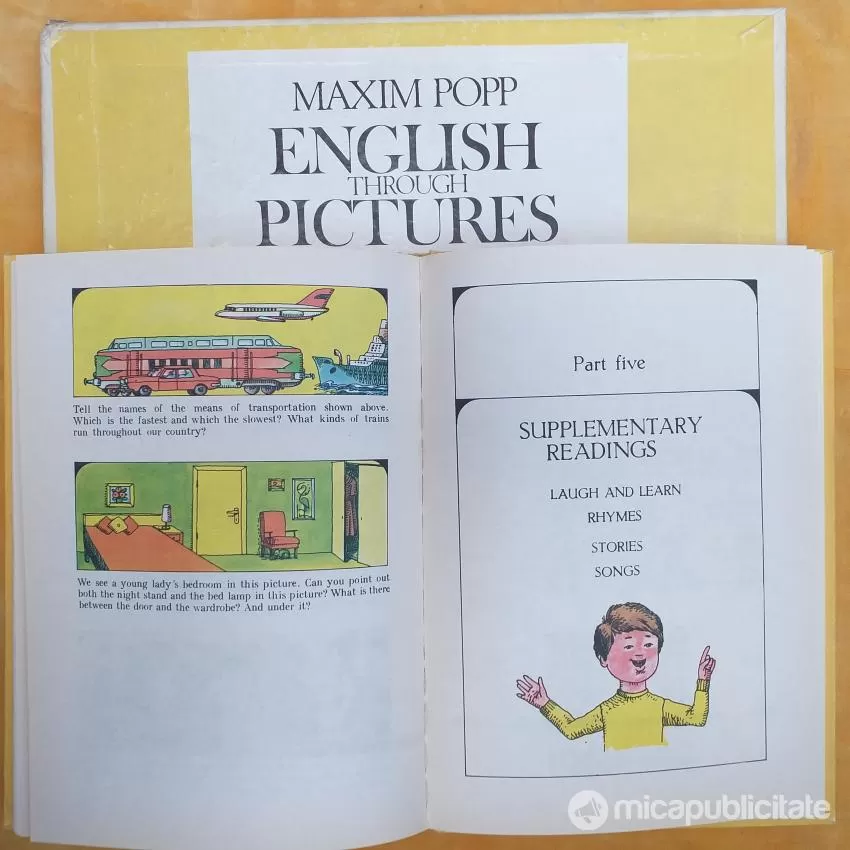 MAXIM POPP
ENGLISH
THROUGH
PICTURES
Tell the names of the means of transportation shown above.
Which is the fastest and which the slowest? What kinds of trains
run throughout our country?
We see a young lady's bedroom in this picture. Can you point out
both the night stand and the bed lamp in this picture? What is there
between the door and the wardrobe? And under it?
Part five
SUPPLEMENTARY
READINGS
LAUGH AND LEARN
RHYMES
STORIES
SONGS
micapublicitate